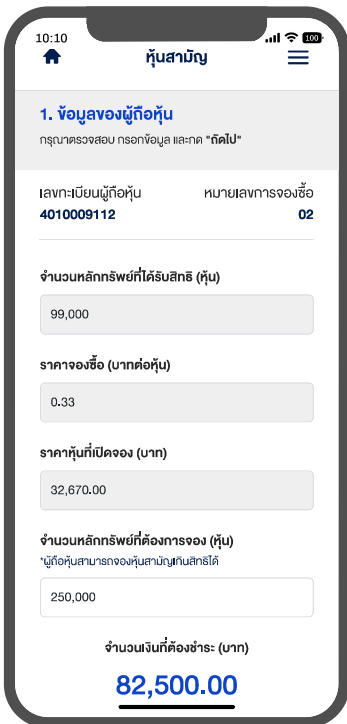 10:10
100
หุ้นสามัญ
1. ข้อมูลของผู้ถือหุ้น
กรุณาตรวจสอบ กรอกข้อมูล และกด "ถัดไป"
เลขทะเบียนผู้ถือหุ้น หมายเลขการจองซื้อ
4010009112 02
จำนวนหลักทรัพย์ที่ได้รับสิทธิ (หุ้น)
99,000
ราคาจองซื้อ (บาทต่อหุ้น)
0.33
ราคาหุ้นที่เปิดจอง (บาท)
32,670.00
จำนวนหลักทรัพย์ที่ต้องการจอง (หุ้น)
*ผู้ถือหุ้นสามารถจองหุ้นสามัญเกินสิทธิได้
250,000
จำนวนเงินที่ต้องชำระ (บาท)
82,500.00